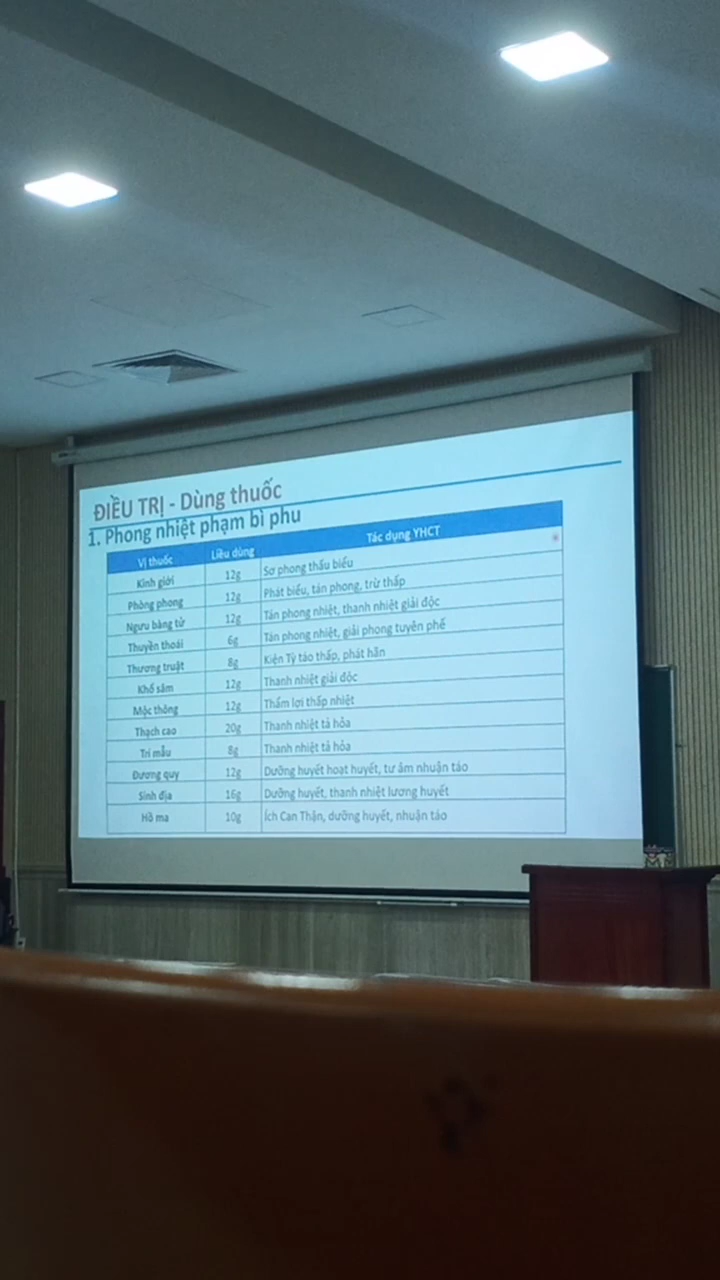 ĐIỀU TRỊ - Dùng thuốc
1. Phong nhiệt phạm bì phu
Vị thuốc Liều dùng Tác dụng YHCT
Kinh giới 12g Sơ phong thấu biểu
Phòng phong 12g Phát biểu, tán phong, trừ thấp
Ngưu bàng tử 12g Tán phong nhiệt, thanh nhiệt giải độc
Thuyền thoái 6g Tán phong nhiệt, giải phong tuyên phế
Thương truật 8g Kiện Tỳ táo thấp, phát hãn
Khổ sâm 12g Thanh nhiệt giải độc
Mộc thông 12g Thẩm lợi thấp nhiệt
Thạch cao 20g Thanh nhiệt tả hỏa
Tri mẫu 8g Thanh nhiệt tả hỏa
Đương quy 12g Dưỡng huyết hoạt huyết, tư âm nhuận táo
Sinh địa 16g Dưỡng huyết, thanh nhiệt lương huyết
Hồ ma 10g Ích Can Thận, dưỡng huyết, nhuận táo